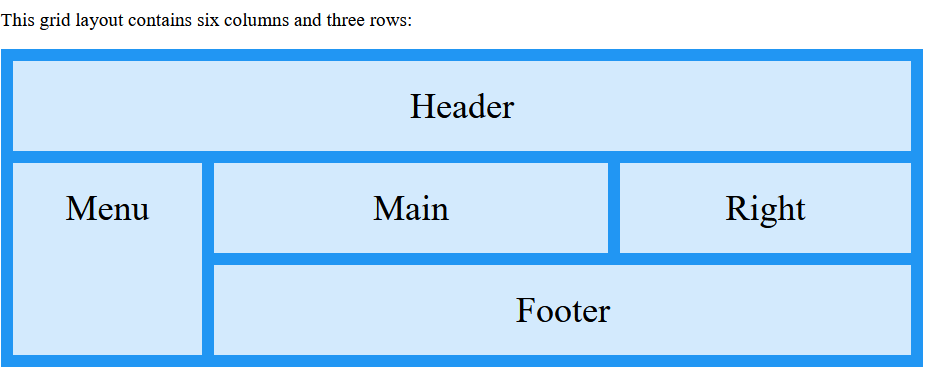 This grid layout contains six columns and three rows:
Header
Menu
Main
Right
Footer